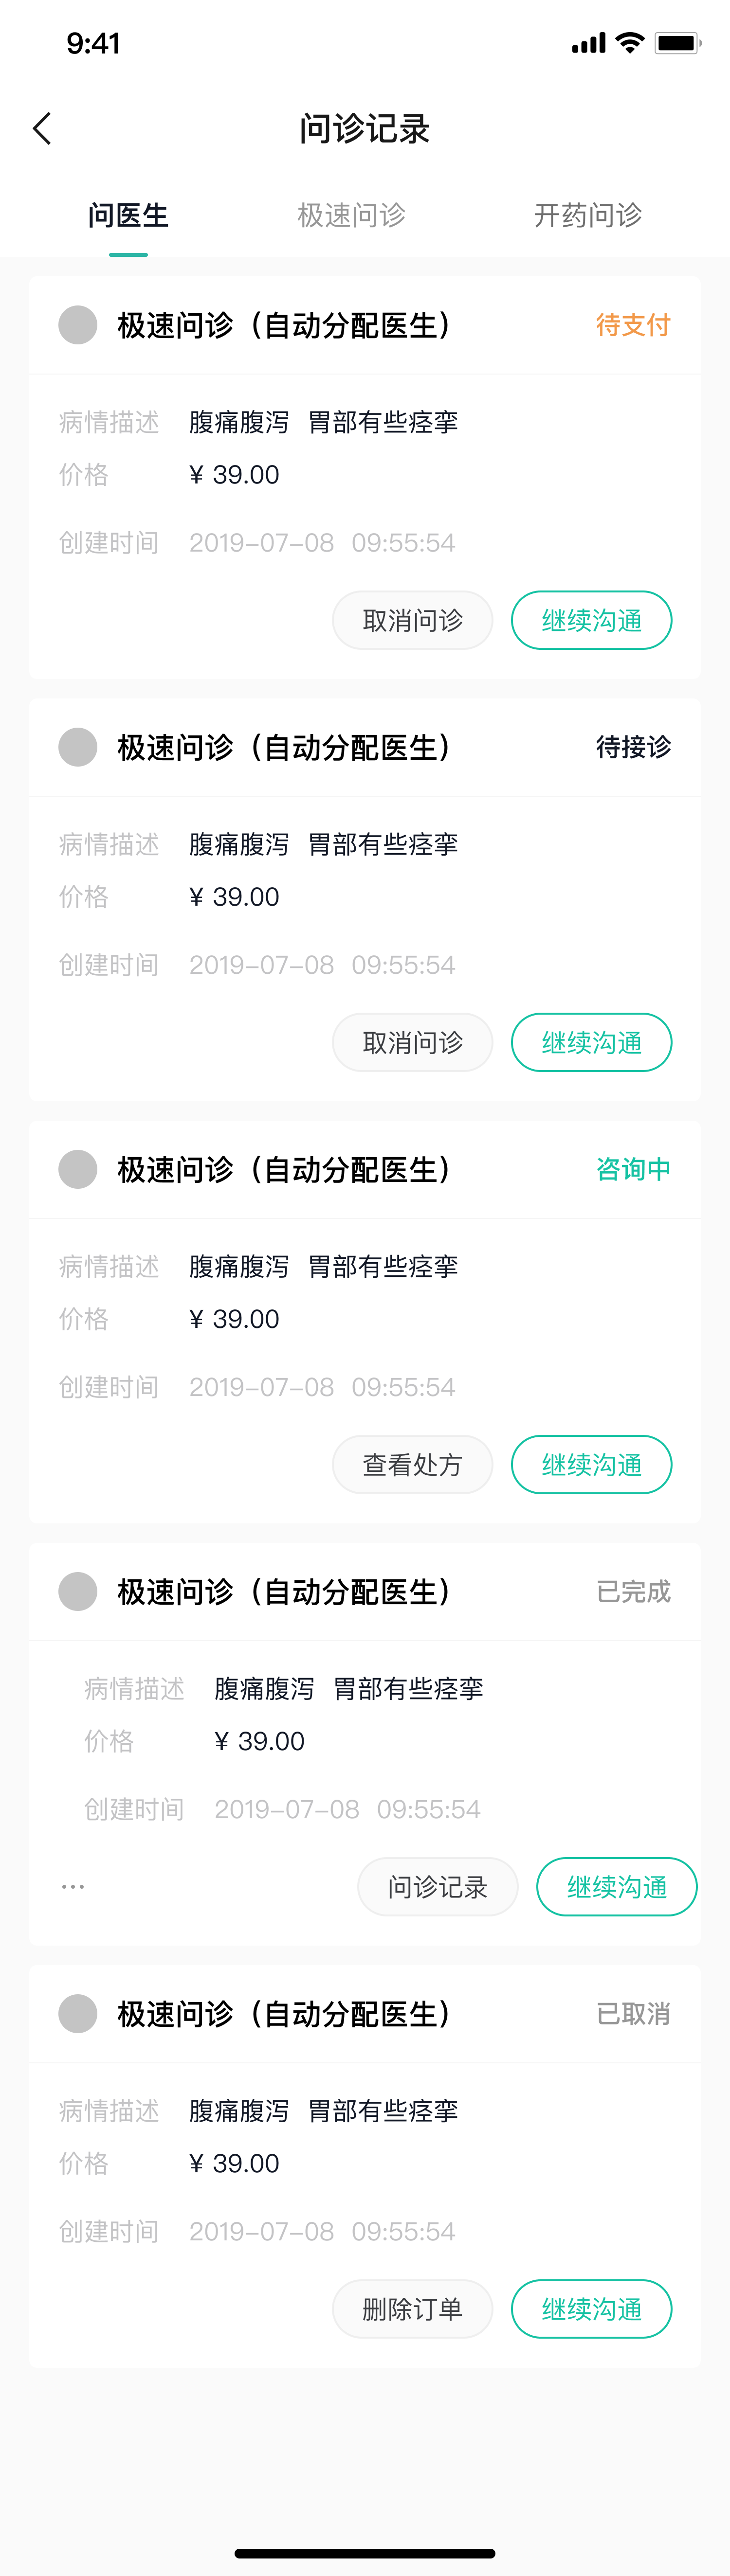 9:41
问诊记录
问医生 极速问诊 开药问诊
极速问诊（自动分配医生） 待支付
病情描述 腹痛腹泻 胃部有些痉挛
价格 ¥ 39.00
创建时间 2019-07-08 09:55:54
取消问诊 继续沟通
极速问诊（自动分配医生） 待接诊
病情描述 腹痛腹泻 胃部有些痉挛
价格 ¥ 39.00
创建时间 2019-07-08 09:55:54
取消问诊 继续沟通
极速问诊（自动分配医生） 咨询中
病情描述 腹痛腹泻 胃部有些痉挛
价格 ¥ 39.00
创建时间 2019-07-08 09:55:54
查看处方 继续沟通
极速问诊（自动分配医生） 已完成
病情描述 腹痛腹泻 胃部有些痉挛
价格 ¥ 39.00
创建时间 2019-07-08 09:55:54
... 问诊记录 继续沟通
极速问诊（自动分配医生） 已取消
病情描述 腹痛腹泻 胃部有些痉挛
价格 ¥ 39.00
创建时间 2019-07-08 09:55:54
删除订单 继续沟通